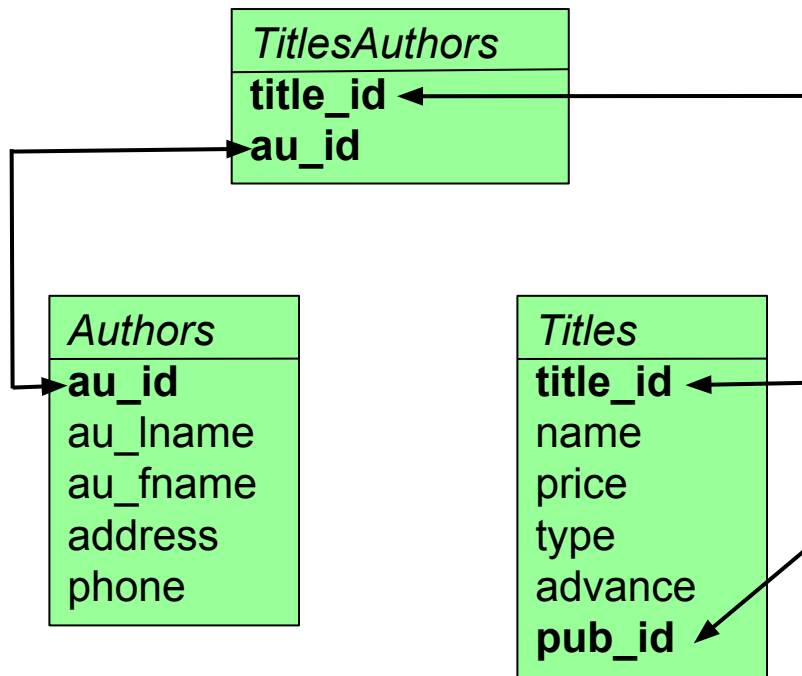 TitlesAuthors
title_id
au_id
Authors
au_id
au_lname
au_fname
address
phone
Titles
title_id
name
price
type
advance
pub_id